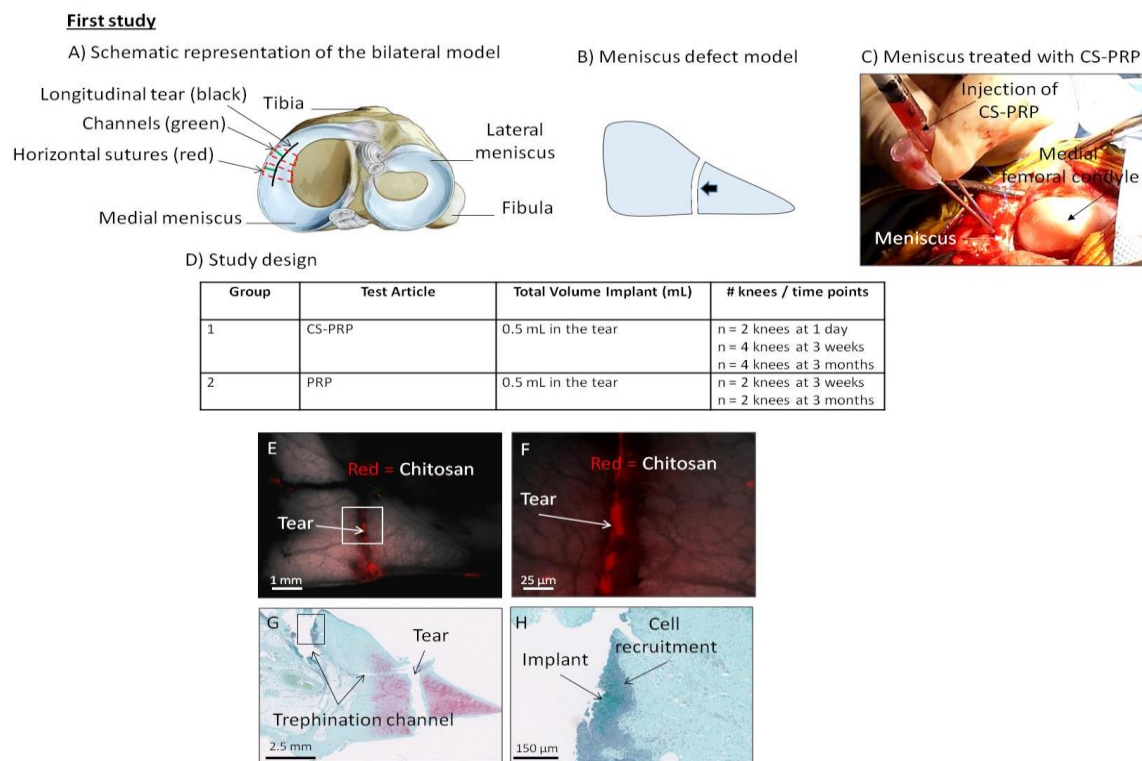 First study
A) Schematic representation of the bilateral model
B) Meniscus defect model
C) Meniscus treated with CS-PRP
Longitudinal tear (black)
Channels (green)
Horizontal sutures (red)
Tibia
Lateral
meniscus
Medial meniscus
Fibula
Injection of
CS-PRP
Medial
femoral condyle
Meniscus
D) Study design
Group Test Article Total Volume Implant (mL) # knees / time points
1 CS-PRP 0.5 mL in the tear n = 2 knees at 1 day
n = 4 knees at 3 weeks
n = 4 knees at 3 months
2 PRP 0.5 mL in the tear n = 2 knees at 3 weeks
n = 2 knees at 3 months
E
Red = Chitosan
Tear
1 mm
F
Red = Chitosan
Tear
25 µm
G
Tear
Trephination channel
2.5 mm
H
Cell
recruitment
Implant
150 µm